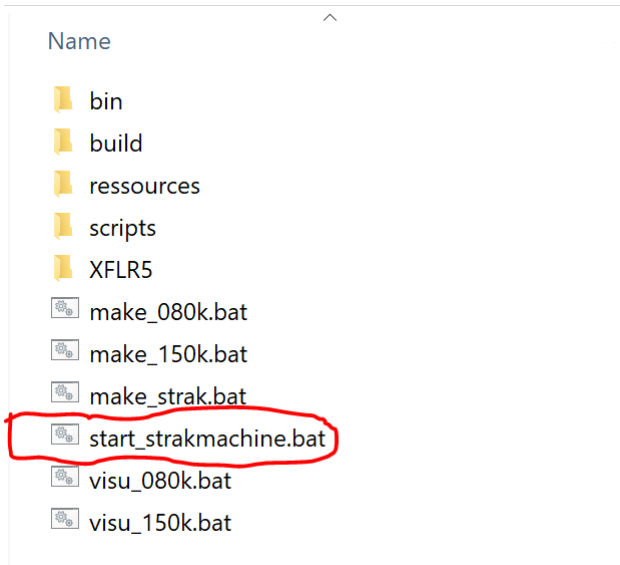 Name
bin
build
ressources
scripts
XFLR5
make_080k.bat
make_150k.bat
make_strak.bat
start_strakmachine.bat
visu_080k.bat
visu_150k.bat